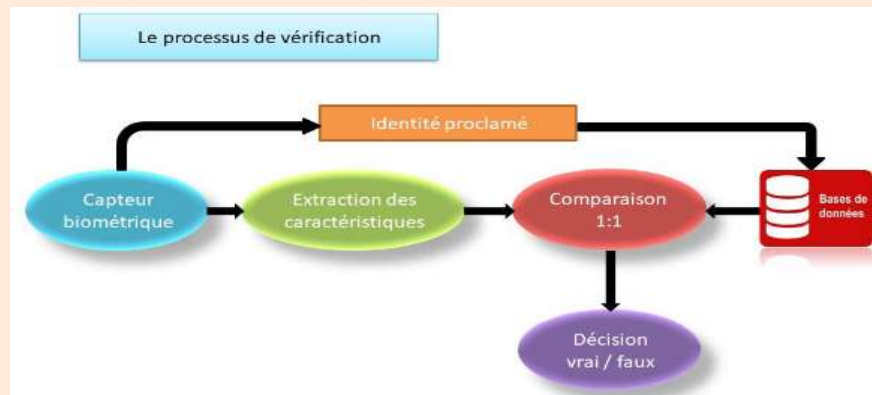 Le processus de vérification
Identité proclamé
Capteur
biométrique
Extraction des
caractéristiques
Comparaison
1:1
Bases de
données
Décision
vrai / faux